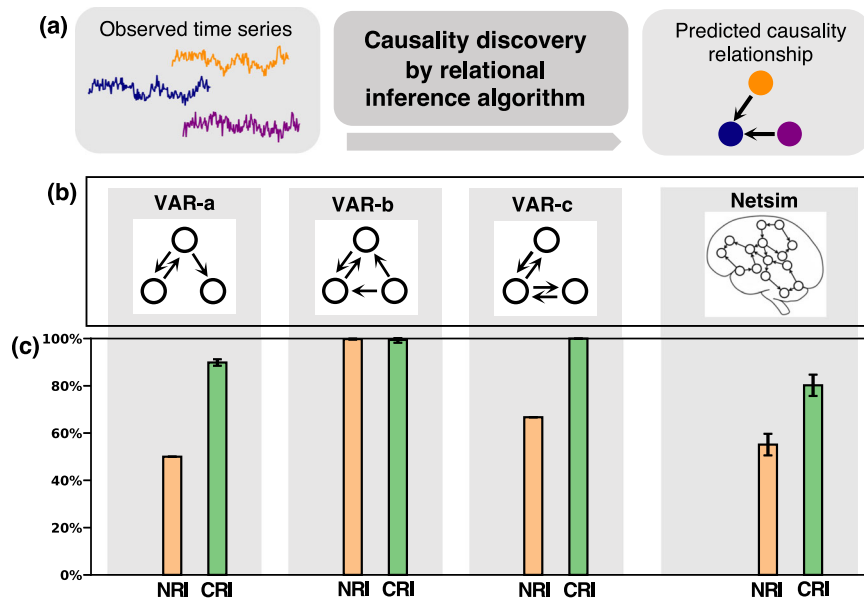 (a)
Observed time series
Causality discovery
by relational
inference algorithm
Predicted causality
relationship
(b)
VAR-a
VAR-b
VAR-c
Netsim
(c)
100%
80%
60%
40%
20%
0%
NRI CRI
NRI CRI
NRI CRI
NRI CRI